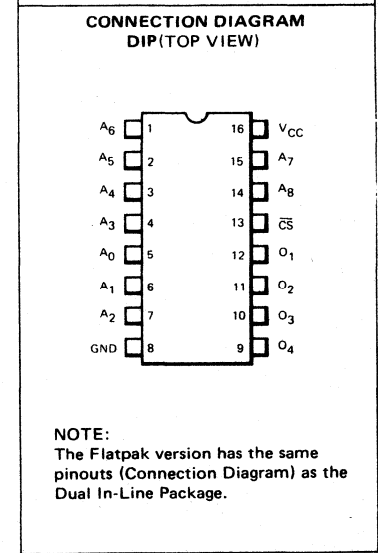 CONNECTION DIAGRAM
DIP(TOP VIEW)
A6 1 16 VCC
A5 2 15 A7
A4 3 14 A8
A3 4 13 C̅S̅
A0 5 12 O1
A1 6 11 O2
A2 7 10 O3
GND 8 9 O4
NOTE:
The Flatpak version has the same
pinouts (Connection Diagram) as the
Dual In-Line Package.